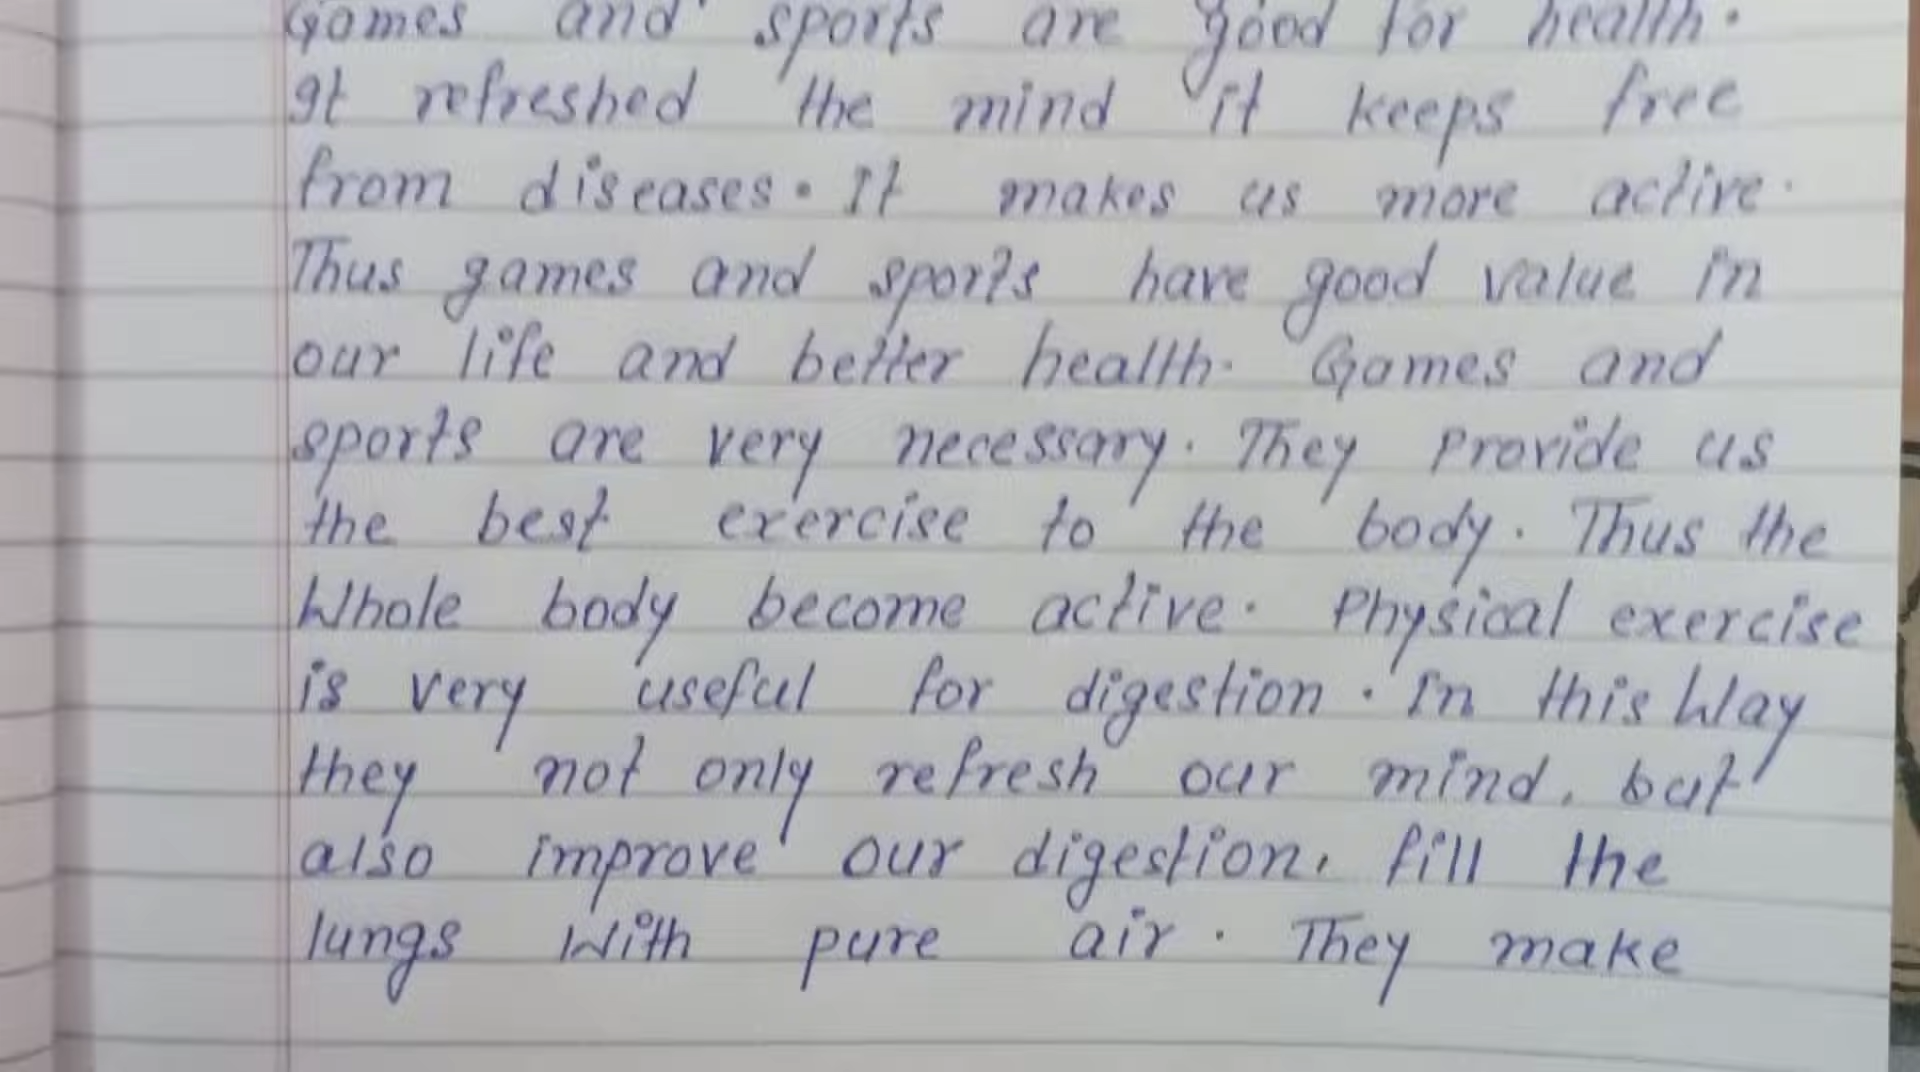 Games and sports are good for health.
It refreshed the mind it keeps free
from diseases. It makes us more active.
Thus games and sports have good value in
our life and better health. Games and
sports are very necessary. They Provide us
the best exercise to the body. Thus the
Whole body become active. Physical exercise
is very useful for digestion. In this Way
they not only refresh our mind, but
also improve our digestion, fill the
lungs With pure air. They make